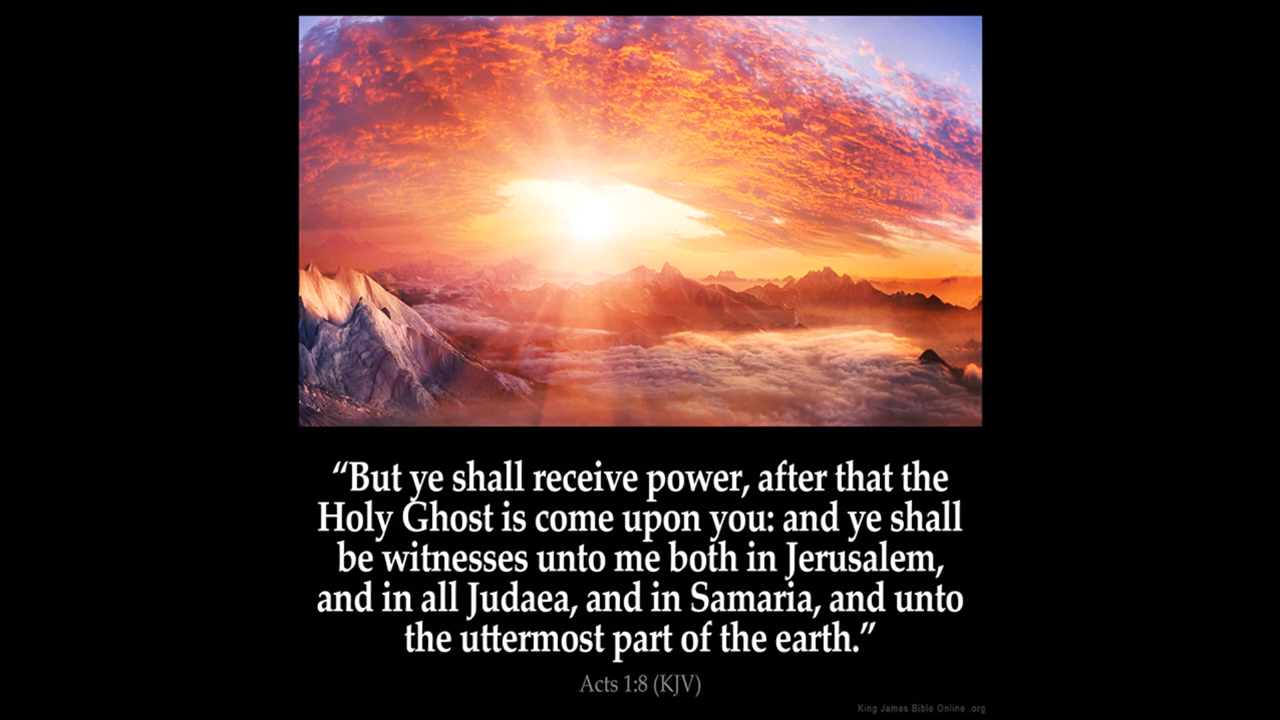 “But ye shall receive power, after that the
Holy Ghost is come upon you: and ye shall
be witnesses unto me both in Jerusalem,
and in all Judaea, and in Samaria, and unto
the uttermost part of the earth.”
Acts 1:8 (KJV)
King James Bible Online .org